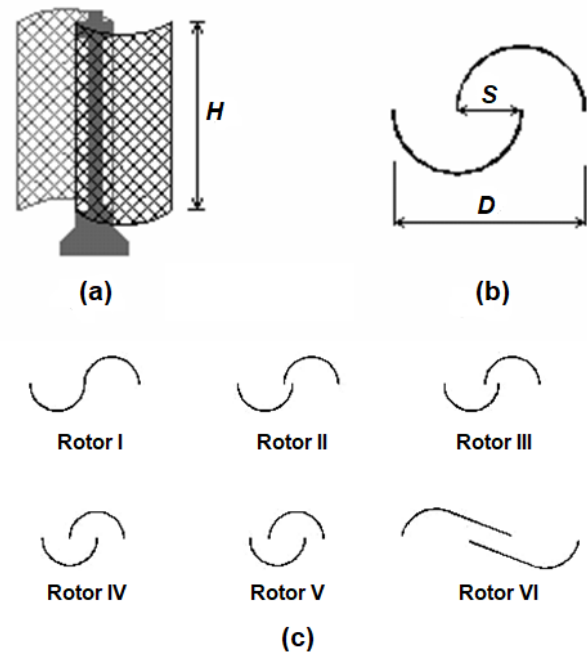 H
(a)
S
D
(b)
Rotor I
Rotor II
Rotor III
Rotor IV
Rotor V
Rotor VI
(c)